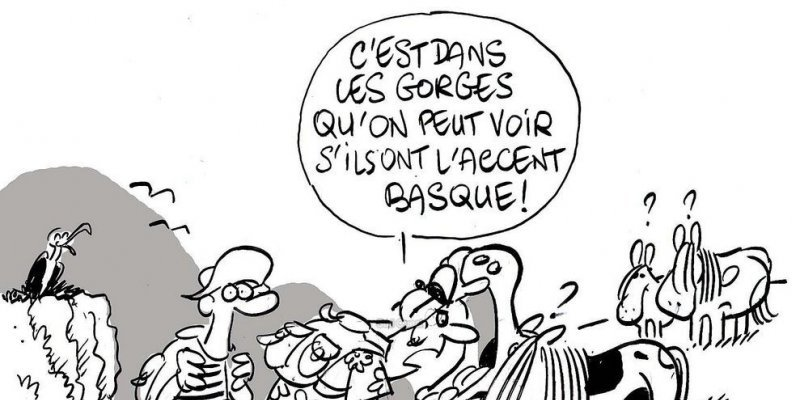 C'EST DANS
LES GORGES
QU'ON PEUT VOIR
S'ILS ONT L'ACCENT
BASQUE!
? ?
?